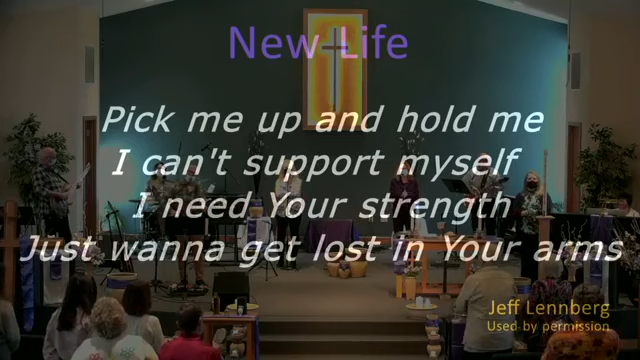 New Life
Pick me up and hold me
I can't support myself
I need Your strength
Just wanna get lost in Your arms
Jeff Lennberg
Used by permission